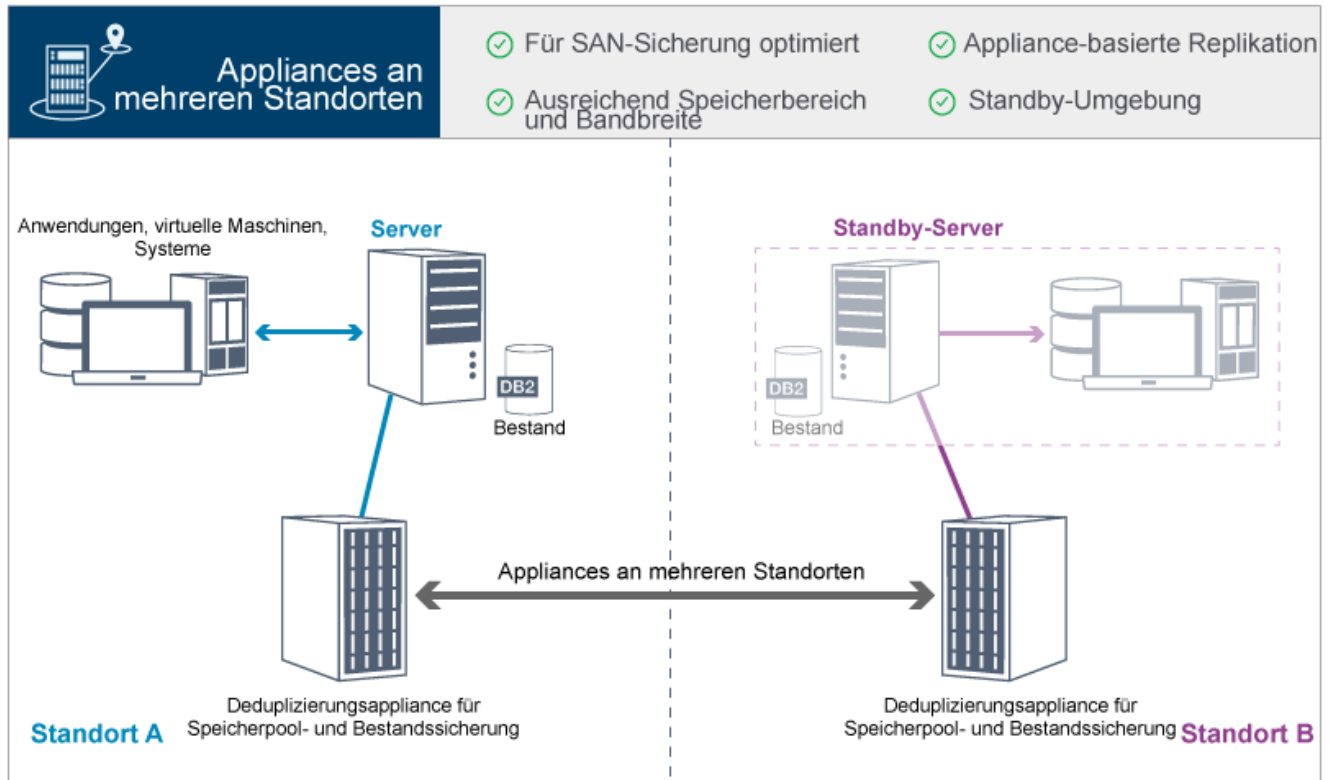 Appliances an
mehreren Standorten
Für SAN-Sicherung optimiert
Appliance-basierte Replikation
Ausreichend Speicherbereich
und Bandbreite
Standby-Umgebung
Anwendungen, virtuelle Maschinen,
Systeme
Server
DB2
Bestand
Standby-Server
DB2
Bestand
Appliances an mehreren Standorten
Deduplizierungsappliance für
Speicherpool- und Bestandssicherung
Standort A
Deduplizierungsappliance für
Speicherpool- und Bestandssicherung
Standort B